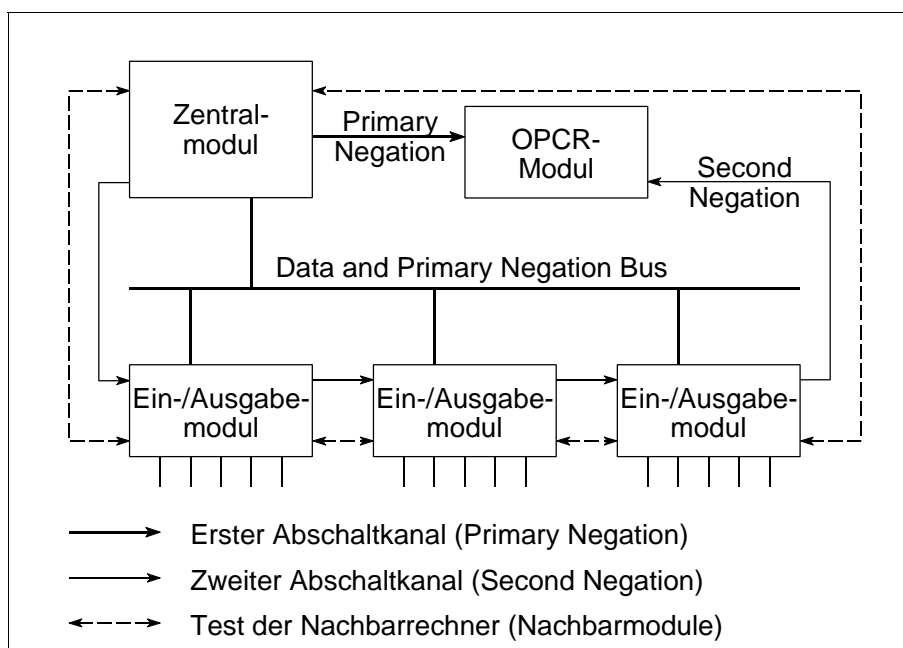 Zentral-
modul
Primary
Negation
OPCR-
Modul
Second
Negation
Data and Primary Negation Bus
Ein-/Ausgabe-
modul
Ein-/Ausgabe-
modul
Ein-/Ausgabe-
modul
Erster Abschaltkanal (Primary Negation)
Zweiter Abschaltkanal (Second Negation)
Test der Nachbarrechner (Nachbarmodule)